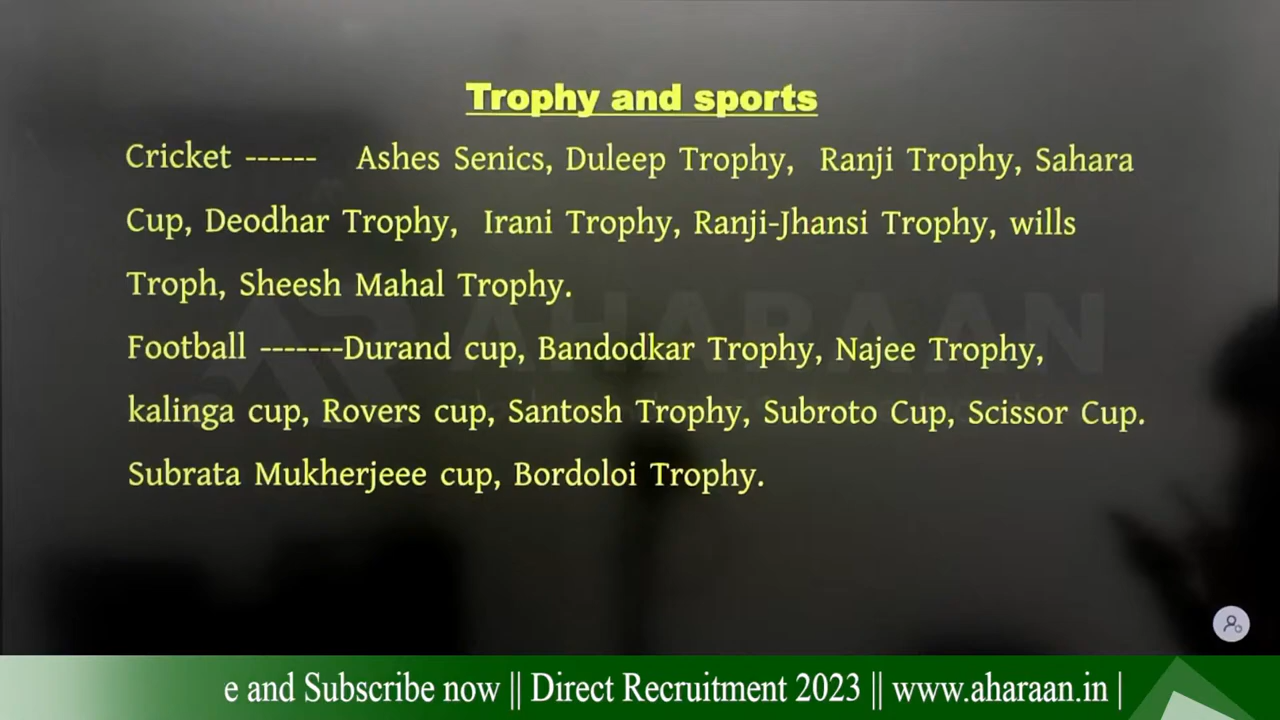 Trophy and sports
Cricket ------ Ashes Senics, Duleep Trophy, Ranji Trophy, Sahara
Cup, Deodhar Trophy, Irani Trophy, Ranji-Jhansi Trophy, wills
Troph, Sheesh Mahal Trophy.
Football -------Durand cup, Bandodkar Trophy, Najee Trophy,
kalinga cup, Rovers cup, Santosh Trophy, Subroto Cup, Scissor Cup.
Subrata Mukherjeee cup, Bordoloi Trophy.
AHARAAN
e and Subscribe now || Direct Recruitment 2023 || www.aharaan.in |